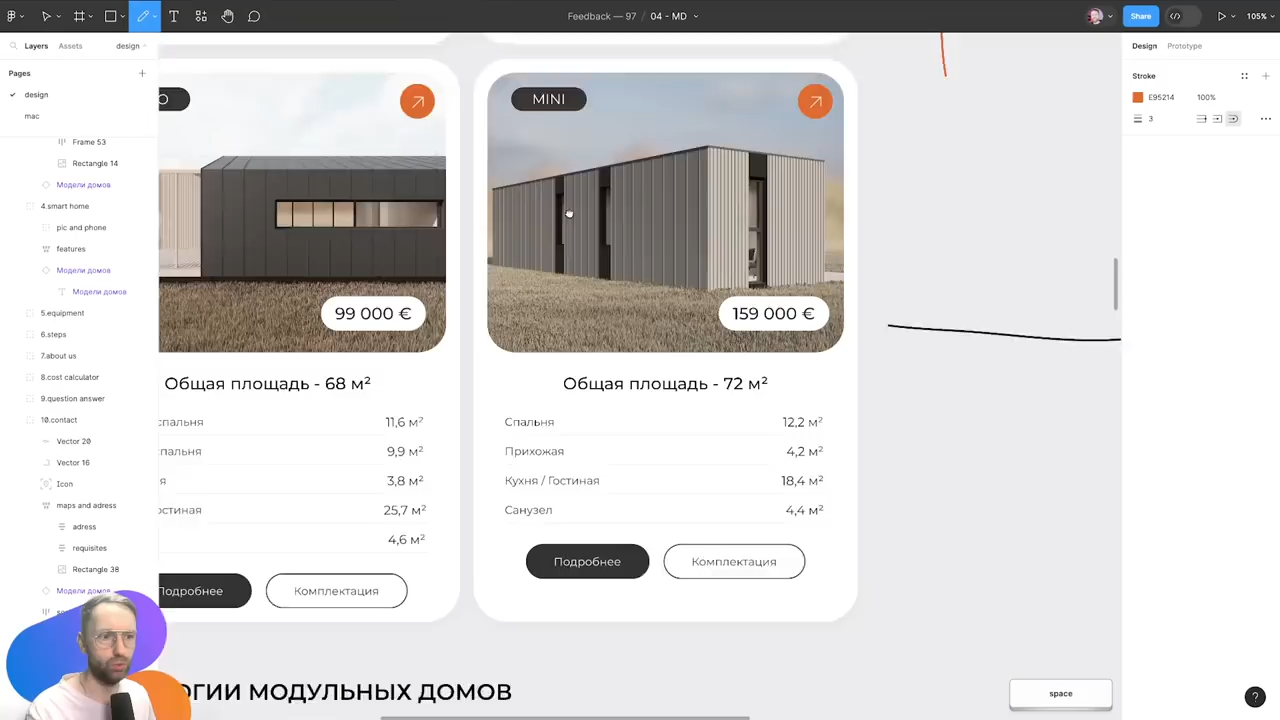 Feedback — 97 / 04 - MD
Share
105%
Layers
Assets
design
Design
Prototype
Pages
design
mac
Stroke
E95214
100%
3
Frame 53
Rectangle 14
Модели домов
4.smart home
pic and phone
features
Модели домов
Модели домов
5.equipment
6.steps
7.about us
8.cost calculator
9.question answer
10.contact
Vector 20
Vector 16
Icon
maps and adress
adress
requisites
Rectangle 38
Модели домов
O
99 000 €
Общая площадь - 68 м²
спальня
11,6 м²
спальня
9,9 м²
я
3,8 м²
остиная
25,7 м²
4,6 м²
Подробнее
Комплектация
MINI
159 000 €
Общая площадь - 72 м²
Спальня
12,2 м²
Прихожая
4,2 м²
Кухня / Гостиная
18,4 м²
Санузел
4,4 м²
Подробнее
Комплектация
ОГИИ МОДУЛЬНЫХ ДОМОВ
space
?